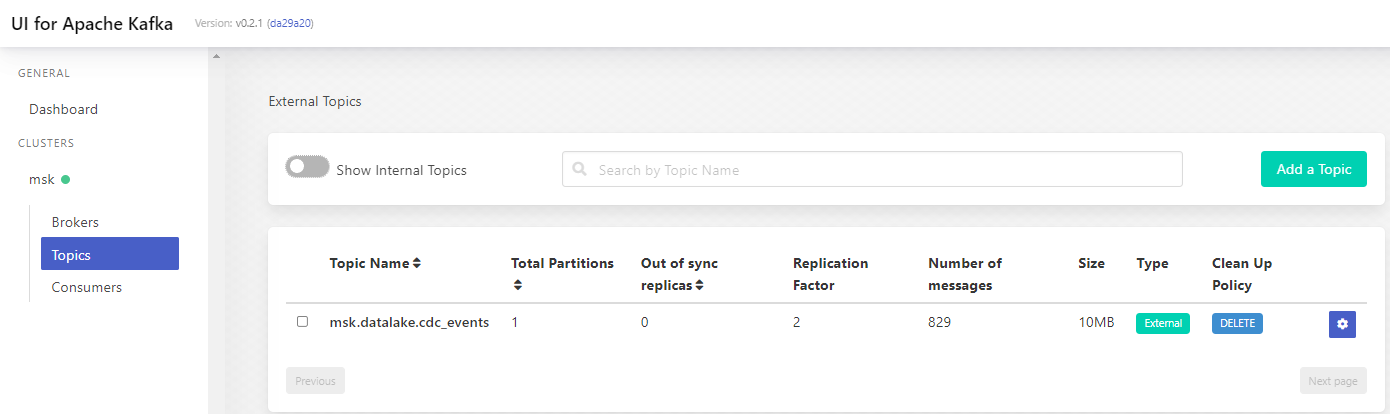 UI for Apache Kafka Version: v0.2.1 (da29a20)
GENERAL
Dashboard
CLUSTERS
msk
Brokers
Topics
Consumers
External Topics
Show Internal Topics
Search by Topic Name
Add a Topic
Topic Name Total Partitions Out of sync replicas Replication Factor Number of messages Size Type Clean Up Policy
msk.datalake.cdc_events 1 0 2 829 10MB External DELETE
Previous Next page